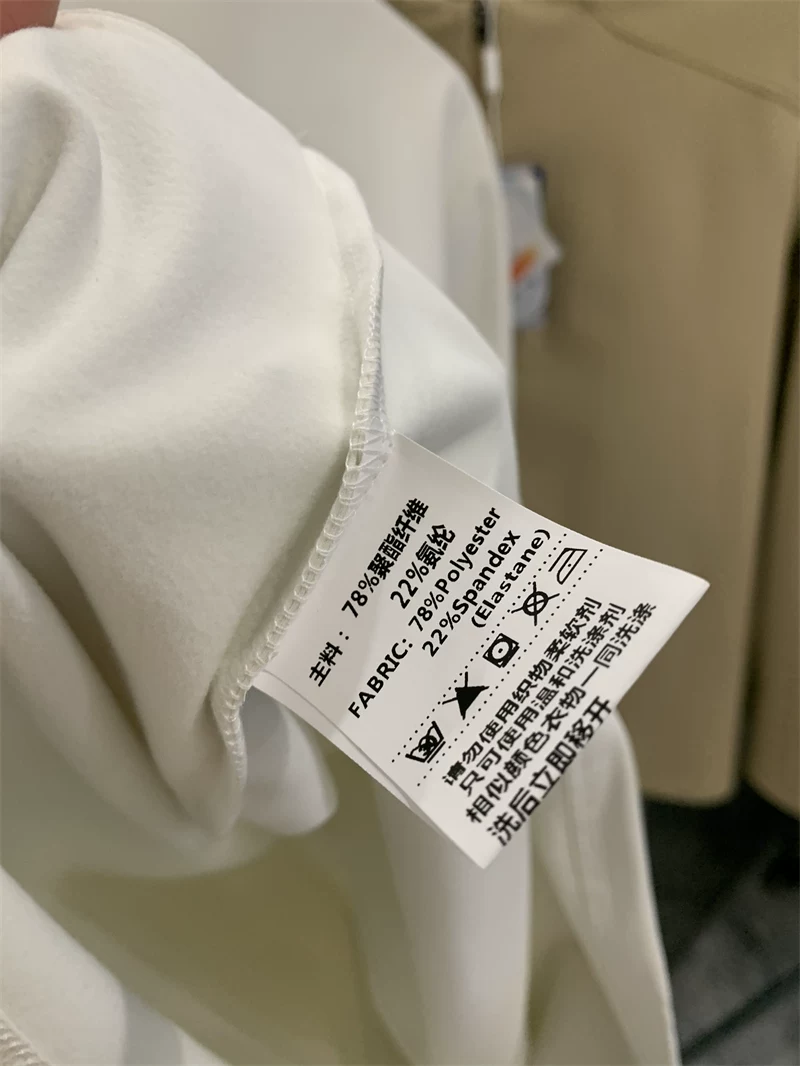 主料：78%聚酯纤维
22%氨纶
FABRIC: 78%Polyester
22%Spandex
(Elastane)
30
请勿使用织物柔软剂
只可使用温和洗涤剂
相似颜色衣物一同洗涤
洗后立即移开